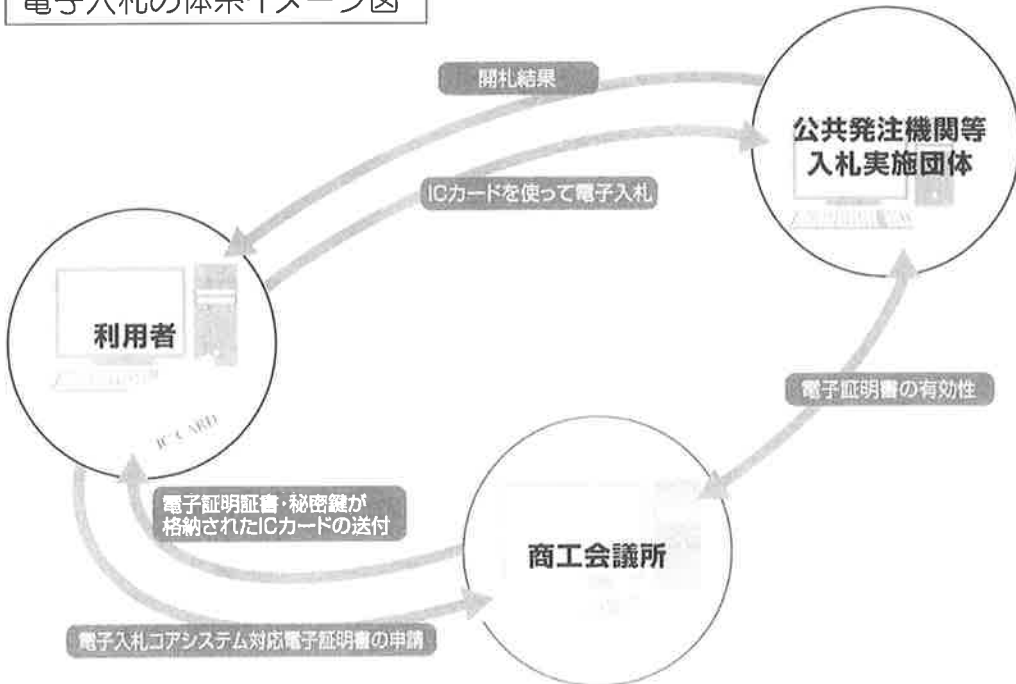 電子入札の体系イメージ図
開札結果
公共発注機関等
入札実施団体
ICカードを使って電子入札
利用者
電子証明書の有効性
IC CARD
電子証明証書・秘密鍵が
格納されたICカードの送付
商工会議所
電子入札コアシステム対応電子証明書の申請